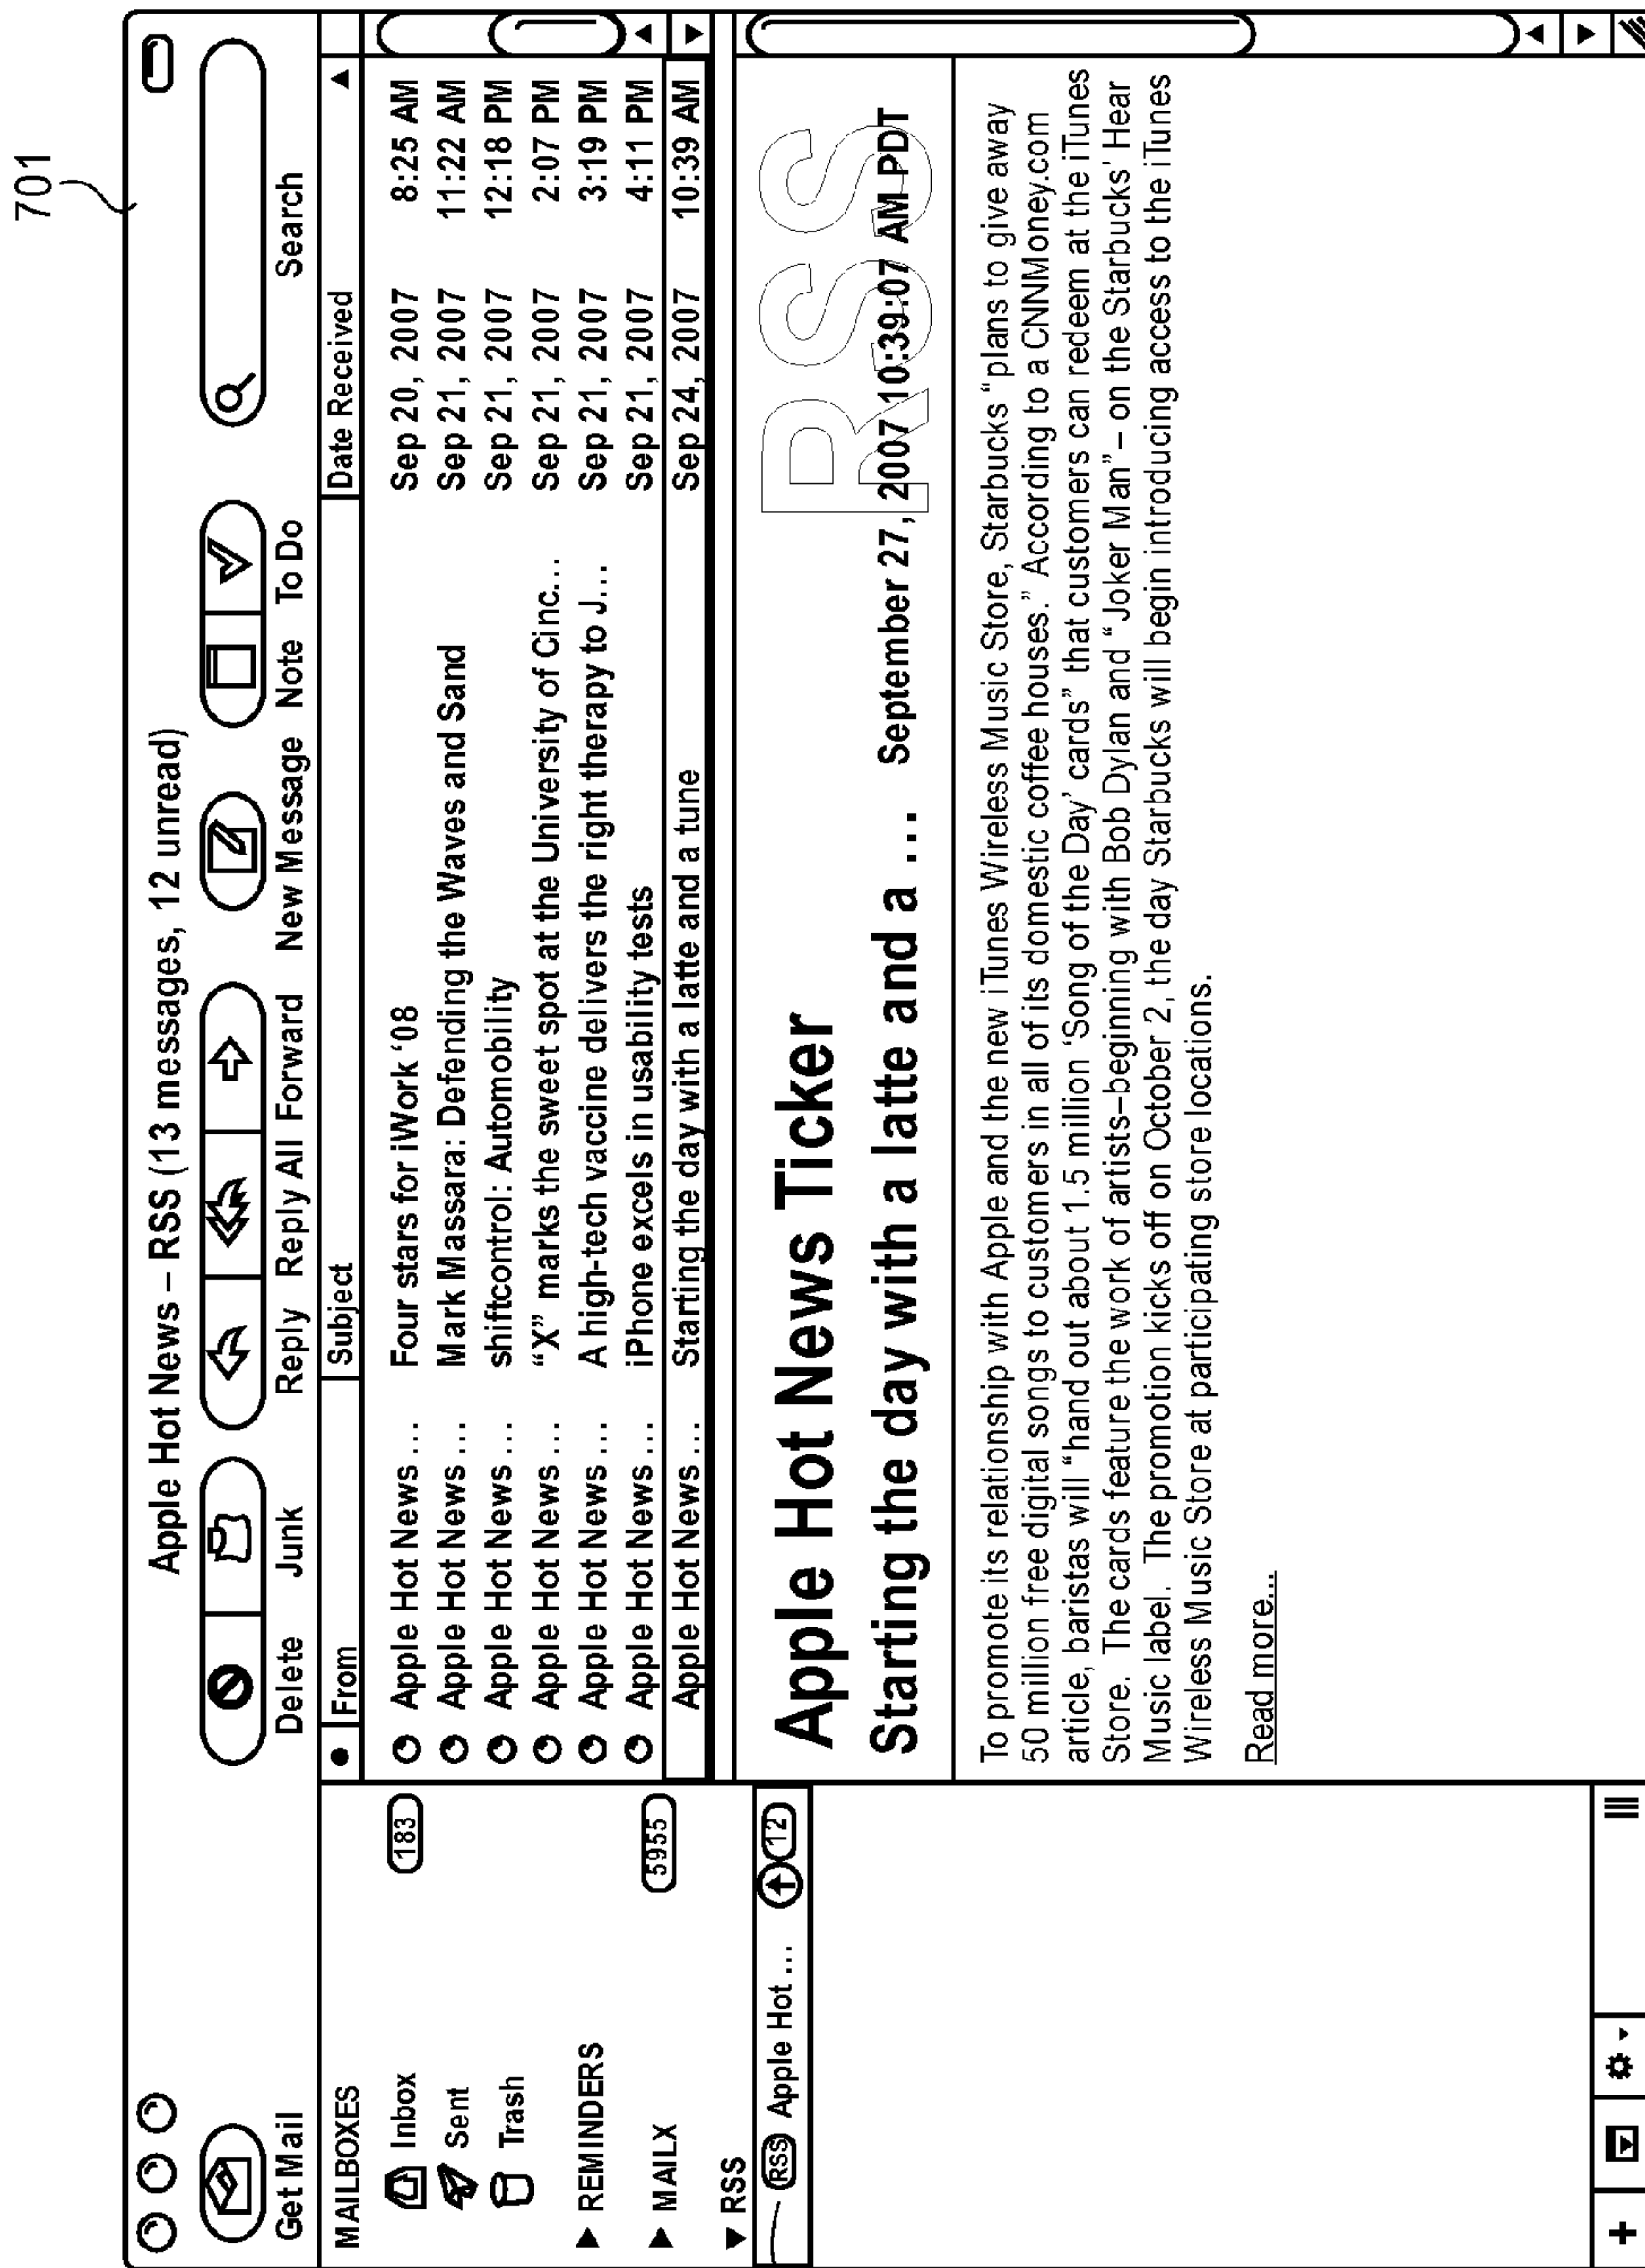 701
Apple Hot News – RSS (13 messages, 12 unread)
Get Mail Delete Junk Reply Reply All Forward New Message Note To Do Search
MAILBOXES
Inbox 183
Sent
Trash
REMINDERS
MAILX 5955
RSS
RSS Apple Hot ... 12
From Subject Date Received
Apple Hot News ... Four stars for iWork ‘08 Sep 20, 2007 8:25 AM
Apple Hot News ... Mark Massara: Defending the Waves and Sand Sep 21, 2007 11:22 AM
Apple Hot News ... shiftcontrol: Automobility Sep 21, 2007 12:18 PM
Apple Hot News ... “X” marks the sweet spot at the University of Cinc... Sep 21, 2007 2:07 PM
Apple Hot News ... A high-tech vaccine delivers the right therapy to J... Sep 21, 2007 3:19 PM
Apple Hot News ... iPhone excels in usability tests Sep 21, 2007 4:11 PM
Apple Hot News ... Starting the day with a latte and a tune Sep 24, 2007 10:39 AM
RSS
Apple Hot News Ticker
Starting the day with a latte and a ... September 27, 2007 10:39:07 AM PDT
To promote its relationship with Apple and the new iTunes Wireless Music Store, Starbucks “plans to give away
50 million free digital songs to customers in all of its domestic coffee houses.” According to a CNNMoney.com
article, baristas will “hand out about 1.5 million ‘Song of the Day’ cards” that customers can redeem at the iTunes
Store. The cards feature the work of artists–beginning with Bob Dylan and “Joker Man”– on the Starbucks’ Hear
Music label. The promotion kicks off on October 2, the day Starbucks will begin introducing access to the iTunes
Wireless Music Store at participating store locations.
Read more...